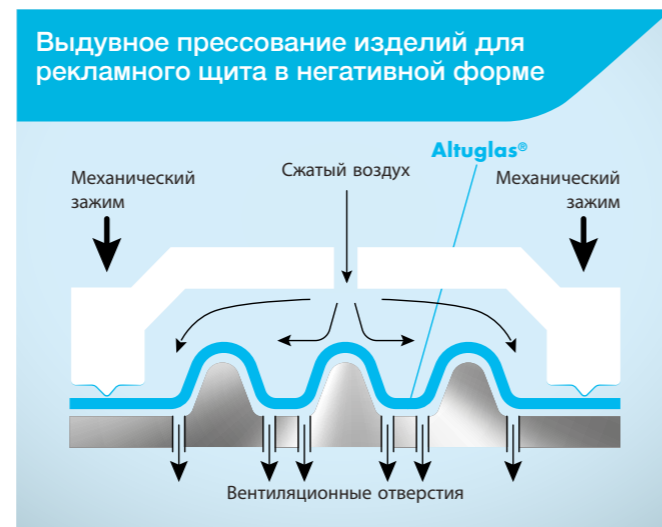 Выдувное прессование изделий для
рекламного щита в негативной форме
Altuglas®
Механический
зажим
Сжатый воздух
Механический
зажим
Вентиляционные отверстия